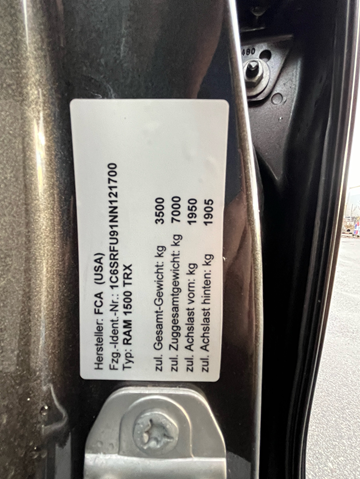 Hersteller: FCA (USA)
Fzg.-Ident.-Nr.: 1C6SRFU91NN121700
Typ: RAM 1500 TRX
zul. Gesamt-Gewicht: kg 3500
zul. Zuggesamtgewicht: kg 7000
zul. Achslast vorn: kg 1950
zul. Achslast hinten: kg 1905